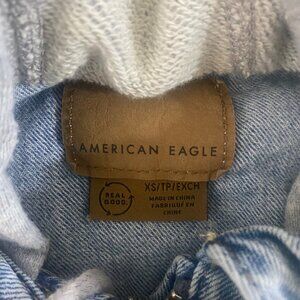 AMERICAN EAGLE
REAL
GOOD.
XS/TP/EXCH
MADE IN CHINA
FABRIQUÉ EN
CHINE